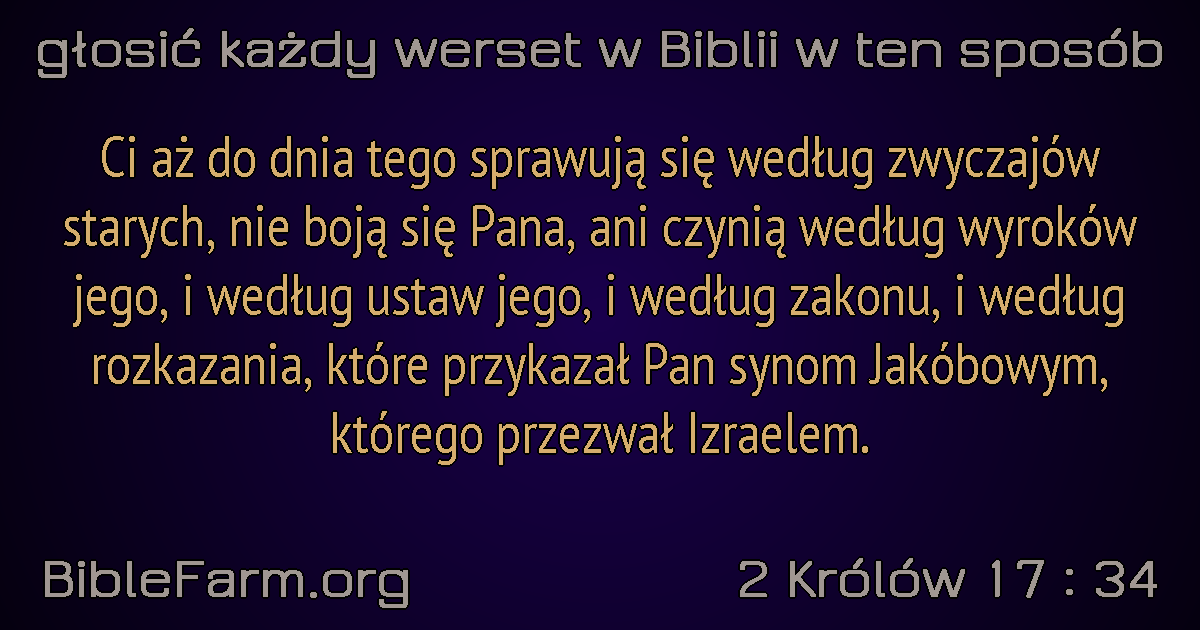 głosić każdy werset w Biblii w ten sposób
Ci aż do dnia tego sprawują się według zwyczajów
starych, nie boją się Pana, ani czynią według wyroków
jego, i według ustaw jego, i według zakonu, i według
rozkazania, które przykazał Pan synom Jakóbowym,
którego przezwał Izraelem.
BibleFarm.org
2 Królów 17 : 34